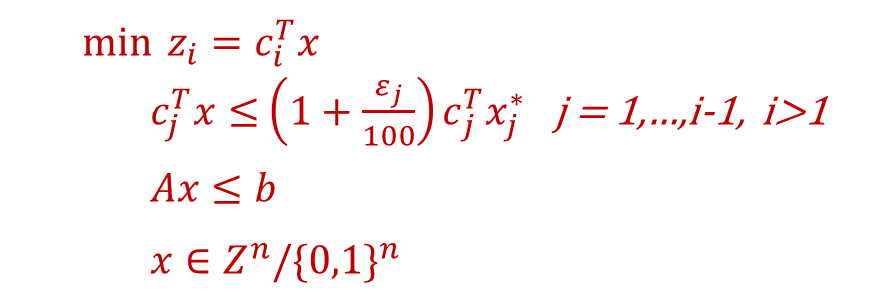 min z_i = c_i^T x
c_j^T x ≤ (1 + ε_j/100) c_j^T x_j^* j = 1,...,i-1, i>1
Ax ≤ b
x ∈ Z^n/{0,1}^n